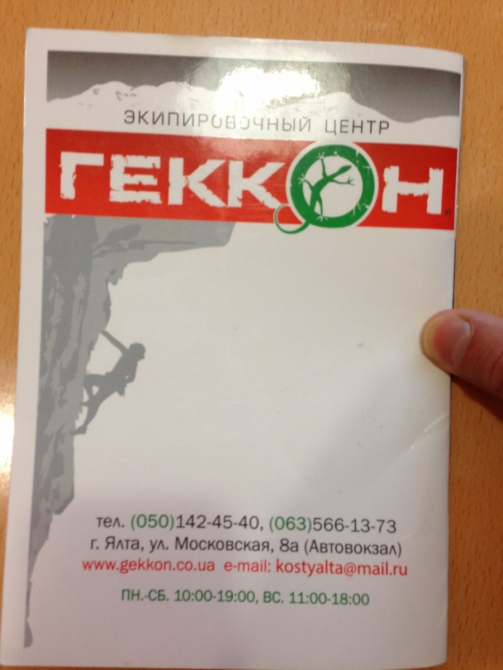 ЭКИПИРОВОЧНЫЙ ЦЕНТР
ГЕККОН
тел. (050)142-45-40, (063)566-13-73
г. Ялта, ул. Московская, 8а (Автовокзал)
www.gekkon.co.ua e-mail: kostyalta@mail.ru
ПН.-СБ. 10:00-19:00, ВС. 11:00-18:00